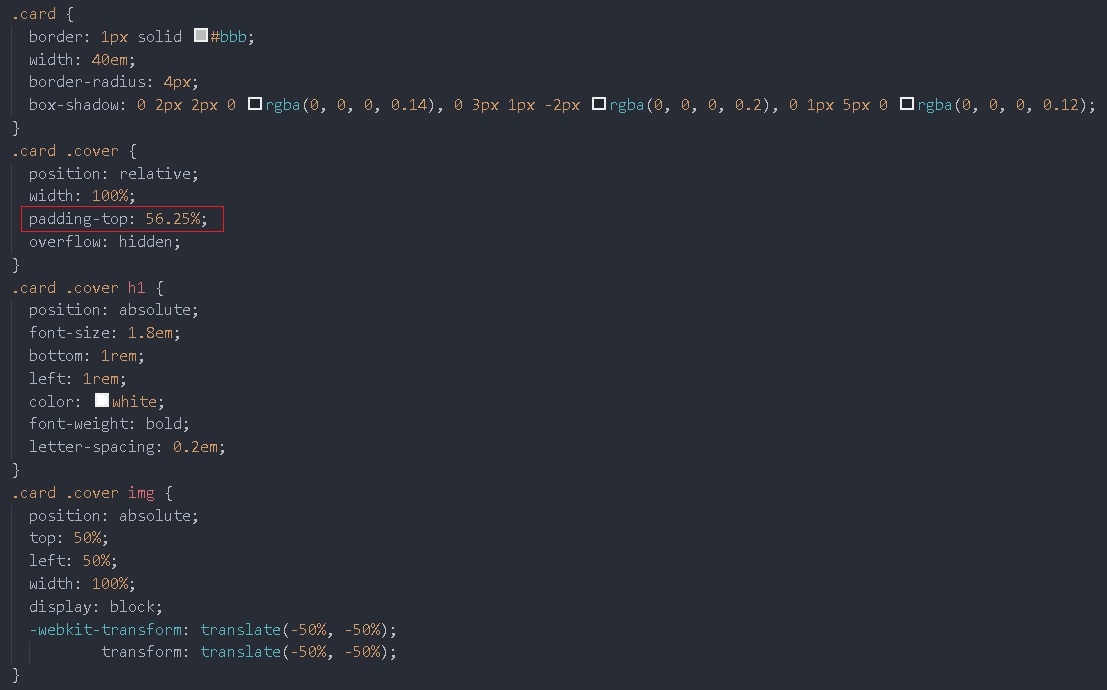 .card {
border: 1px solid #bbb;
width: 40em;
border-radius: 4px;
box-shadow: 0 2px 2px 0 rgba(0, 0, 0, 0.14), 0 3px 1px -2px rgba(0, 0, 0, 0.2), 0 1px 5px 0 rgba(0, 0, 0, 0.12);
}
.card .cover {
position: relative;
width: 100%;
padding-top: 56.25%;
overflow: hidden;
}
.card .cover h1 {
position: absolute;
font-size: 1.8em;
bottom: 1rem;
left: 1rem;
color: white;
font-weight: bold;
letter-spacing: 0.2em;
}
.card .cover img {
position: absolute;
top: 50%;
left: 50%;
width: 100%;
display: block;
-webkit-transform: translate(-50%, -50%);
transform: translate(-50%, -50%);
}